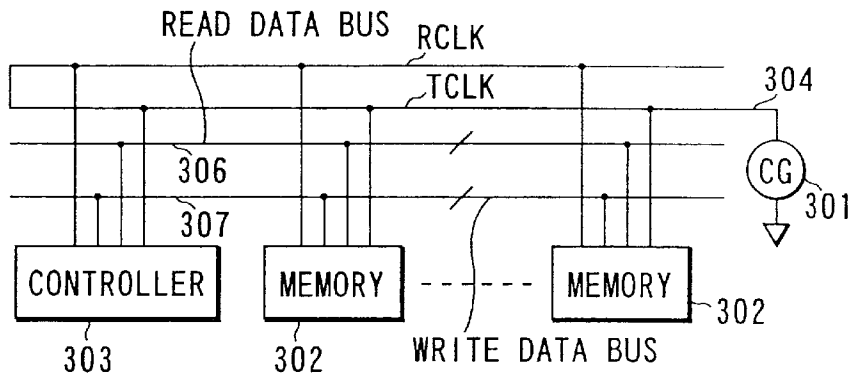 READ DATA BUS
RCLK
TCLK
304
306
CG
307
301
CONTROLLER
MEMORY
MEMORY
303
302
WRITE DATA BUS
302